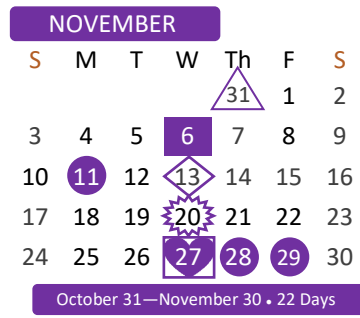 NOVEMBER
S M T W Th F S
31 1 2
3 4 5 6 7 8 9
10 11 12 13 14 15 16
17 18 19 20 21 22 23
24 25 26 27 28 29 30
October 31—November 30 • 22 Days